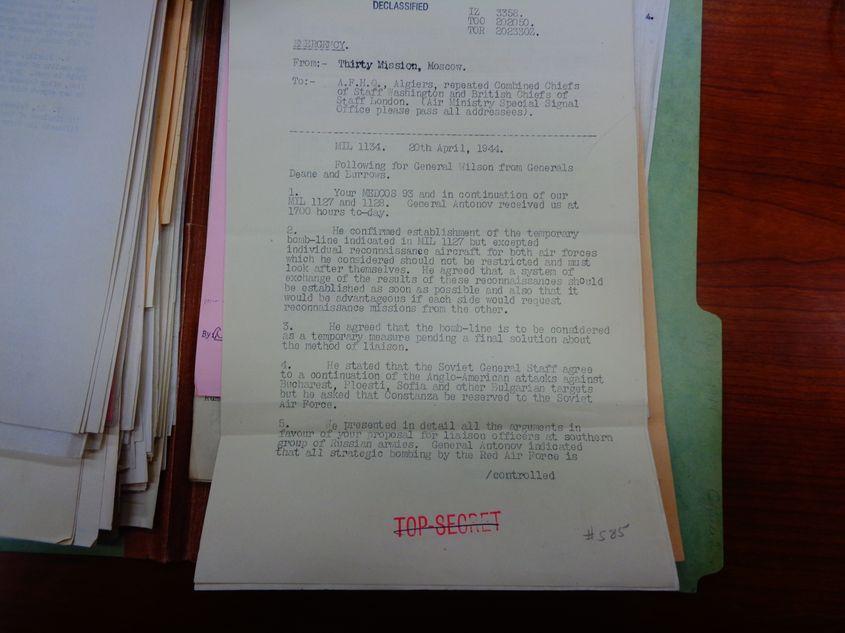 DECLASSIFIED
IZ 3358.
TOO 202050.
TOR 202330Z.
4.
EMERGENCY.
From:- Thirty Mission, Moscow.
To:- A.F.H.Q., Algiers, repeated Combined Chiefs
of Staff Washington and British Chiefs of
Staff London. (Air Ministry Special Signal
Office please pass all addressees).
MIL 1134. 20th April, 1944.
Following for General Wilson from Generals
Deane and Burrows.
1. Your MEDCOS 93 and in continuation of our
MIL 1127 and 1128. General Antonov received us at
1700 hours to-day.
2. He confirmed establishment of the temporary
bomb-line indicated in MIL 1127 but excepted
individual reconnaissance aircraft for both air forces
which he considered should not be restricted and must
look after themselves. He agreed that a system of
exchange of the results of these reconnaissances should
be established as soon as possible and also that it
would be advantageous if each side would request
reconnaissance missions from the other.
3. He agreed that the bomb-line is to be considered
as a temporary measure pending a final solution about
the method of liaison.
4. He stated that the Soviet General Staff agree
to a continuation of the Anglo-American attacks against
Bucharest, Ploesti, Sofia and other Bulgarian targets
but he asked that Constanza be reserved to the Soviet
Air Force.
5. We presented in detail all the arguments in
favour of your proposal for liaison officers at southern
group of Russian armies. General Antonov indicated
that all strategic bombing by the Red Air Force is
/controlled
TOP-SECRET
#585
By